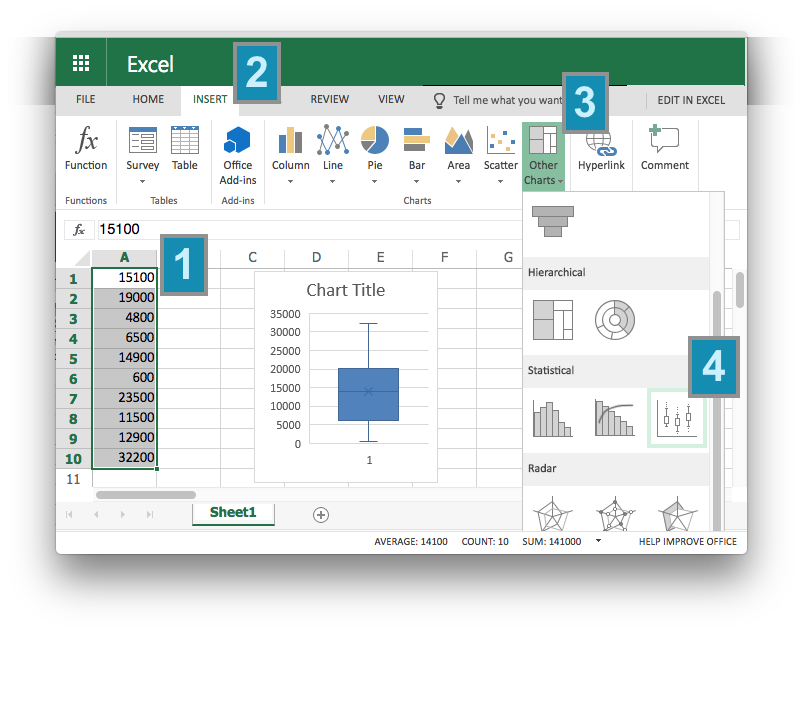 Excel
2
FILE HOME INSERT REVIEW VIEW Tell me what you want 3 EDIT IN EXCEL
fx
Function Survey Table Office Add-ins Column Line Pie Bar Area Scatter Other Charts Hyperlink Comment
Functions Tables Add-ins Charts
fx 15100
1
A C D E F G
1 15100
2 19000
3 4800
4 6500
5 14900
6 600
7 23500
8 11500
9 12900
10 32200
11
Chart Title
35000
30000
25000
20000
15000
10000
5000
0
1
Hierarchical
4
Statistical
Radar
Sheet1
AVERAGE: 14100 COUNT: 10 SUM: 141000 HELP IMPROVE OFFICE